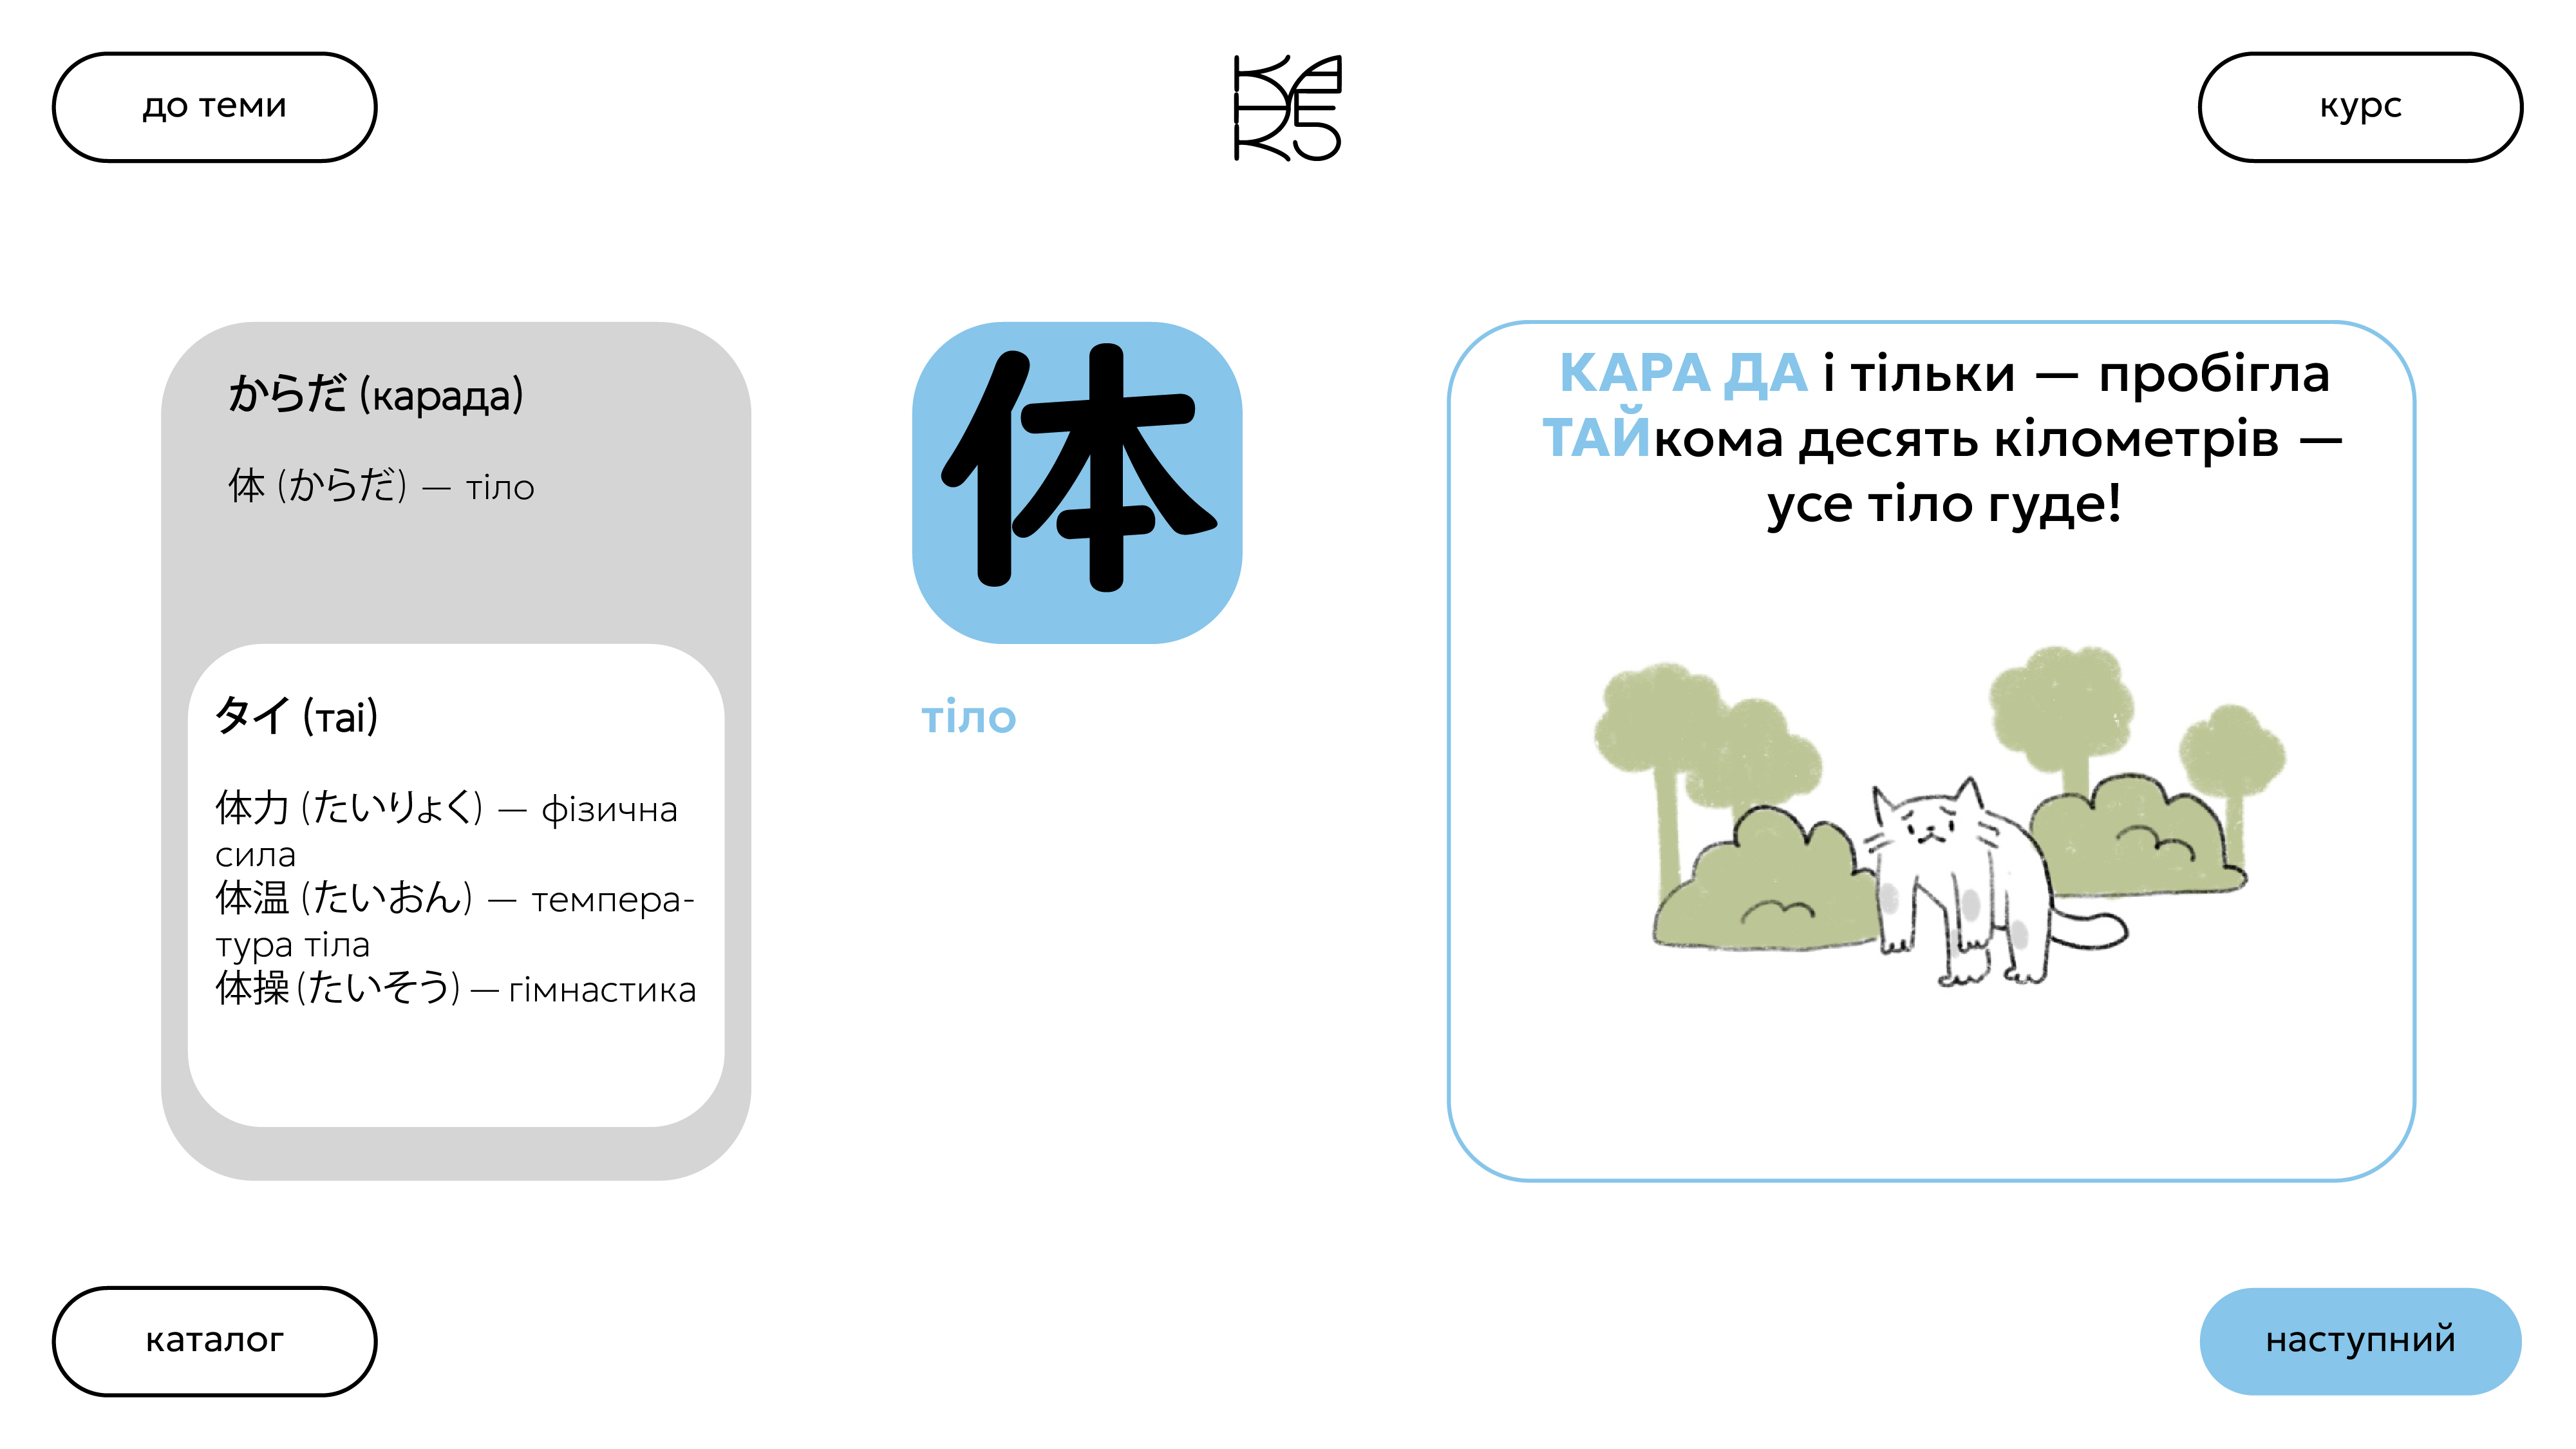 до теми
курс
からだ (карада)
体 (からだ) — тіло
タイ (таі)
体力 (たいりょく) — фізична
сила
体温 (たいおん) — темпера-
тура тіла
体操 (たいそう) — гімнастика
体
тіло
КАРА ДА і тільки — пробігла
ТАЙкома десять кілометрів —
усе тіло гуде!
каталог
наступний